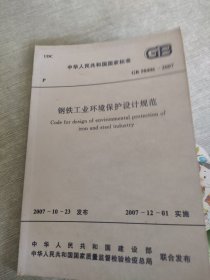 UDC
中华人民共和国国家标准
GB
P
GB 50406-2007
钢铁工业环境保护设计规范
Code for design of environmental protection of
iron and steel industry
2007-10-23 发布
2007-12-01 实施
中华人民共和国建设部
中华人民共和国国家质量监督检验检疫总局
联合发布